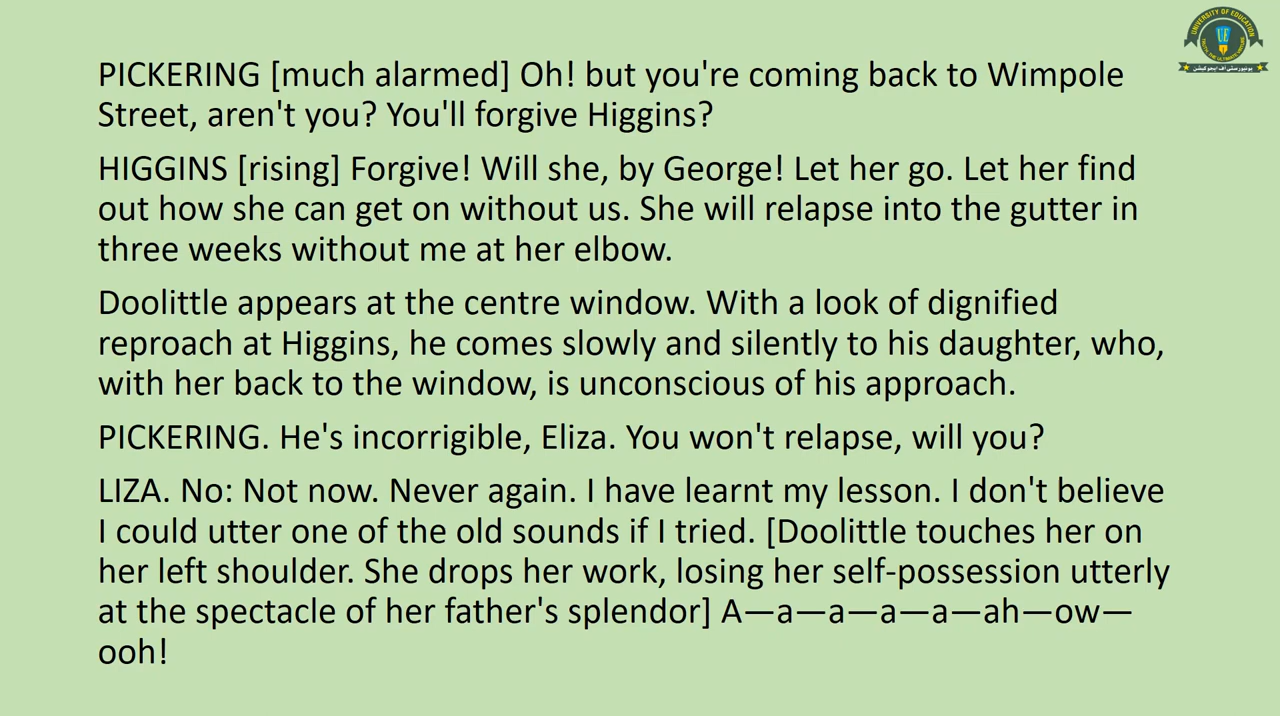 UNIVERSITY OF EDUCATION
UE
PICKERING [much alarmed] Oh! but you're coming back to Wimpole
Street, aren't you? You'll forgive Higgins?
HIGGINS [rising] Forgive! Will she, by George! Let her go. Let her find
out how she can get on without us. She will relapse into the gutter in
three weeks without me at her elbow.
Doolittle appears at the centre window. With a look of dignified
reproach at Higgins, he comes slowly and silently to his daughter, who,
with her back to the window, is unconscious of his approach.
PICKERING. He's incorrigible, Eliza. You won't relapse, will you?
LIZA. No: Not now. Never again. I have learnt my lesson. I don't believe
I could utter one of the old sounds if I tried. [Doolittle touches her on
her left shoulder. She drops her work, losing her self-possession utterly
at the spectacle of her father's splendor] A—a—a—a—a—ah—ow—
ooh!